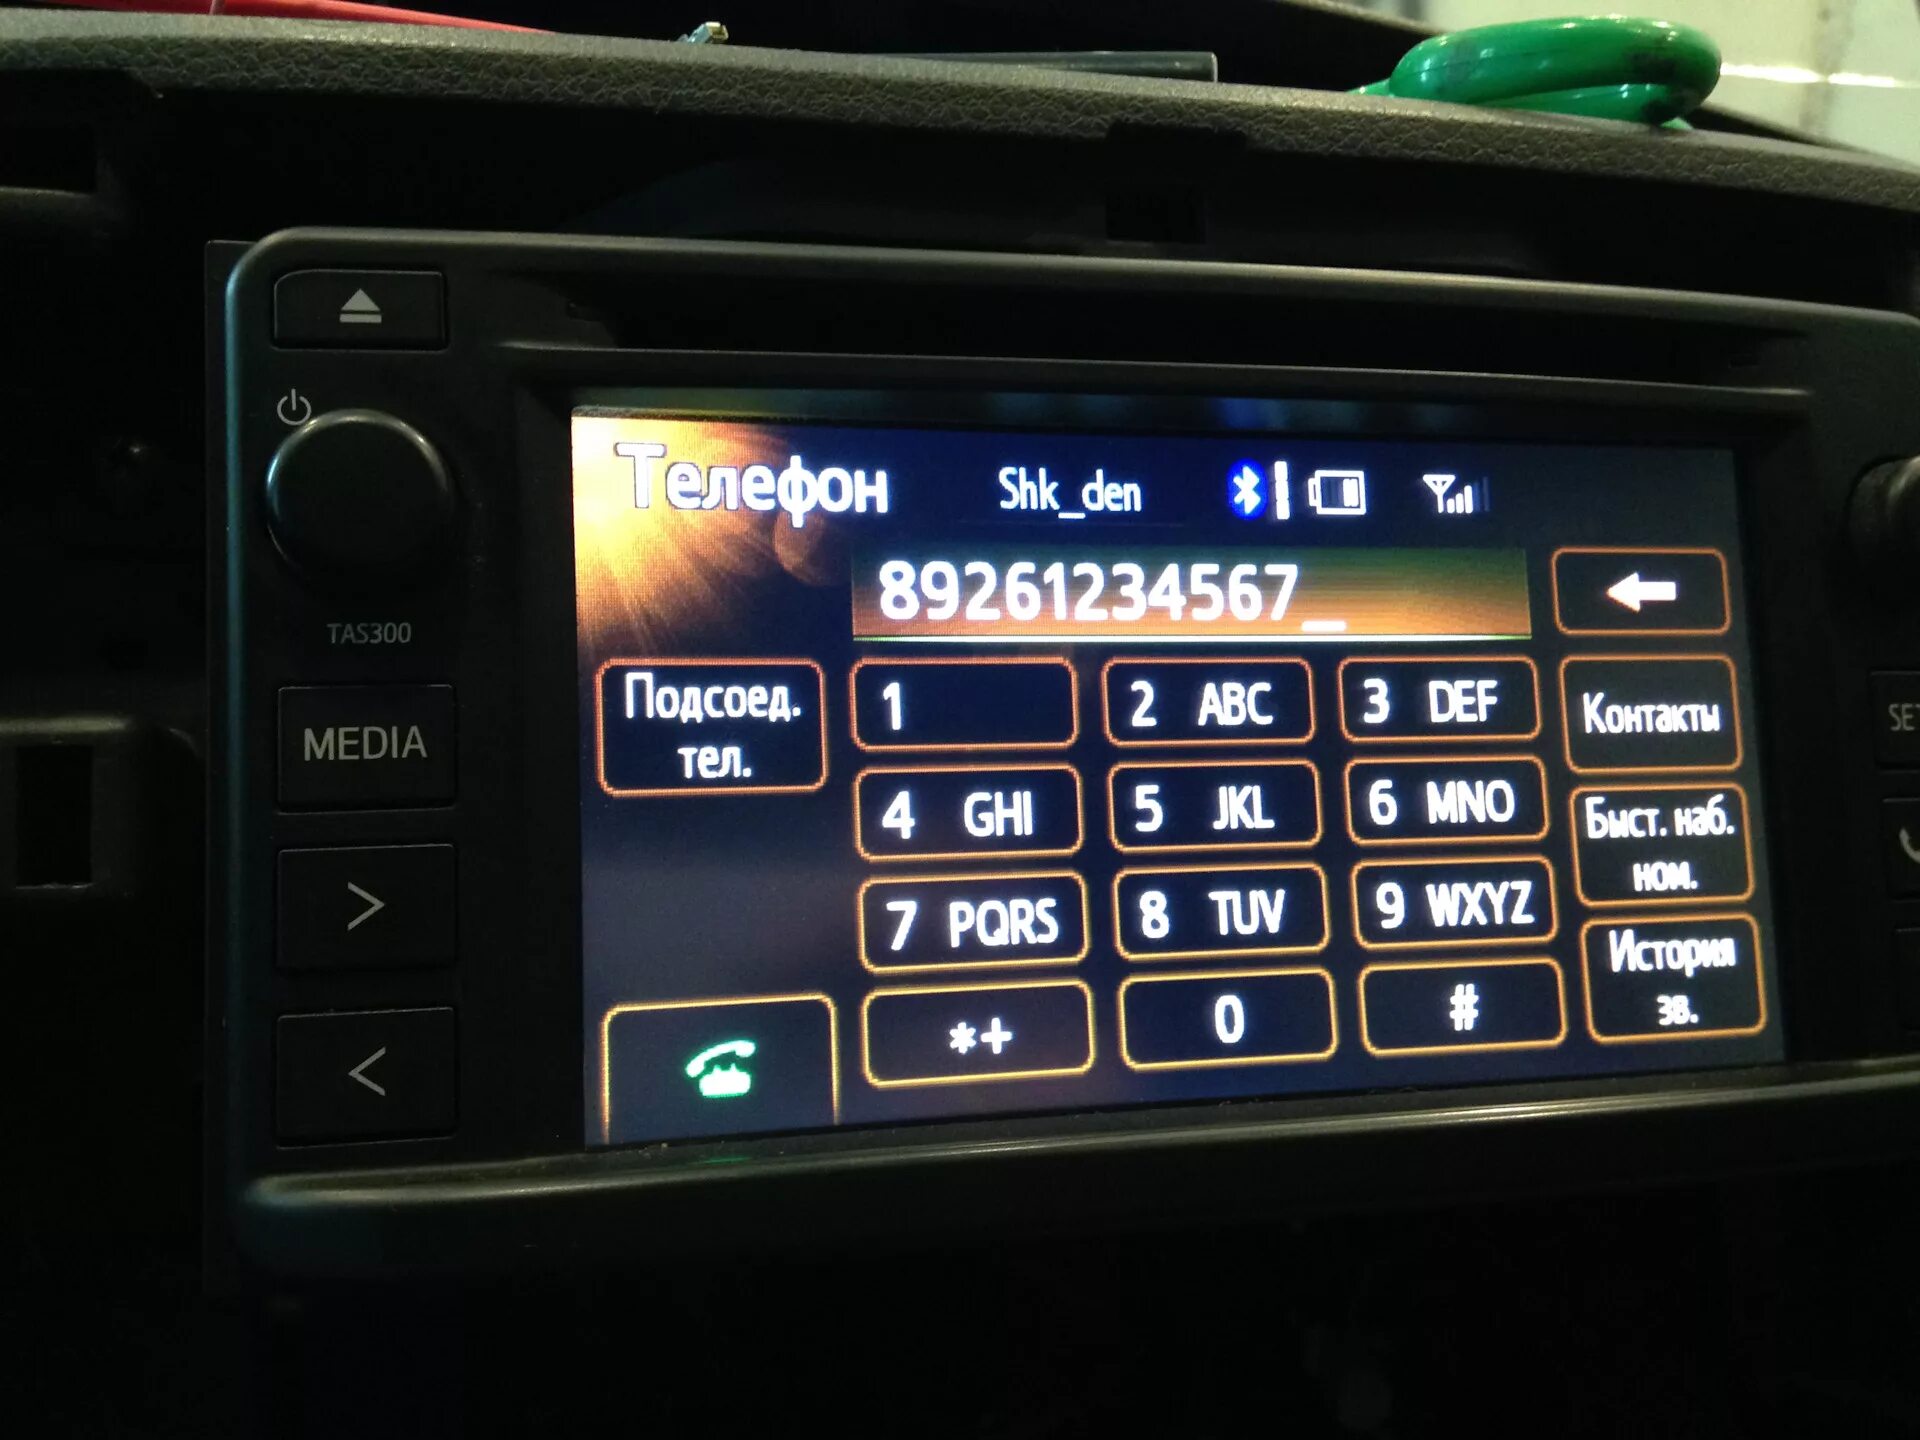 Телефон Shk_den
89261234567_
TAS300
MEDIA
Подсоед.
тел.
1
2 ABC
3 DEF
Контакты
4 GHI
5 JKL
6 MNO
Быст. наб.
ном.
7 PQRS
8 TUV
9 WXYZ
История
зв.
*+
0
#
>
<